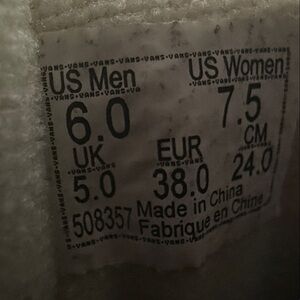 US Men US Women
6.0 7.5
UK EUR CM
5.0 38.0 24.0
508357 Made in China
Fabriqué en Chine